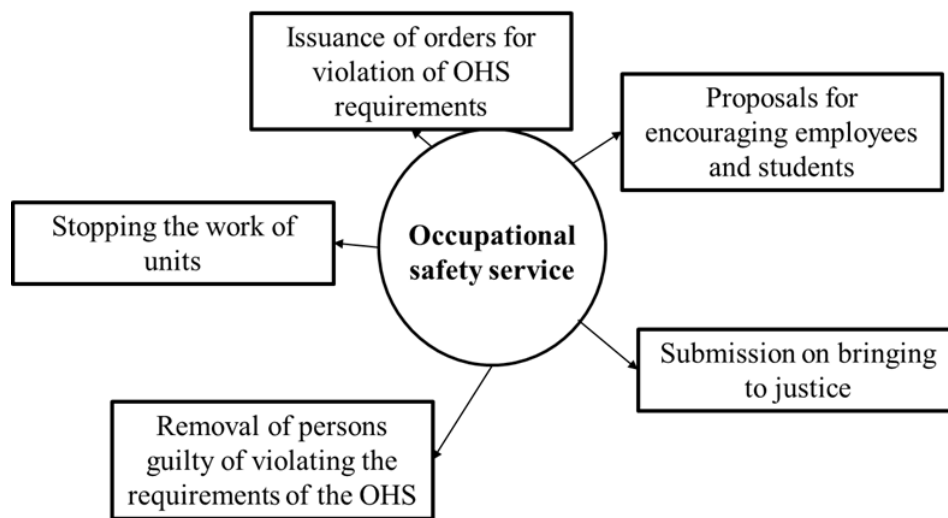 Issuance of orders for
violation of OHS
requirements
Proposals for
encouraging employees
and students
Stopping the work of
units
Occupational
safety service
Submission on bringing
to justice
Removal of persons
guilty of violating the
requirements of the OHS